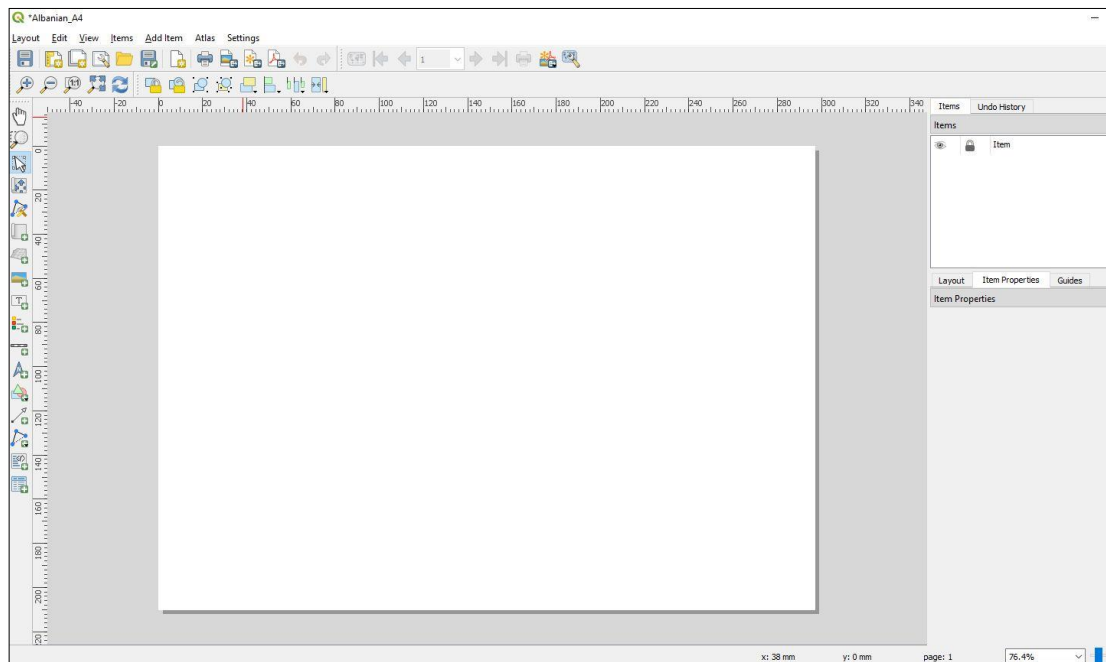 *Albanian_A4
Layout Edit View Items Add Item Atlas Settings
1
-40 -20 0 20 40 60 80 100 120 140 160 180 200 220 240 260 280 300 320 340
Items Undo History
Items
Item
0
20
40
60
80
100
120
140
160
180
200
220
Layout Item Properties Guides
Item Properties
x: 38 mm y: 0 mm page: 1 76.4%